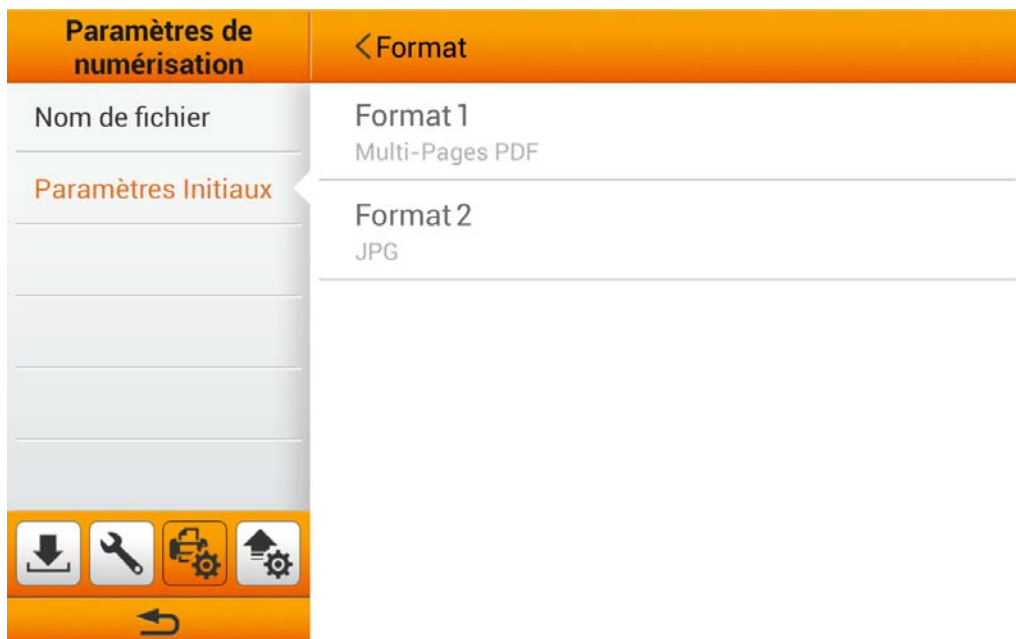 Paramètres de
numérisation
Nom de fichier
Paramètres Initiaux
<Format
Format 1
Multi-Pages PDF
Format 2
JPG